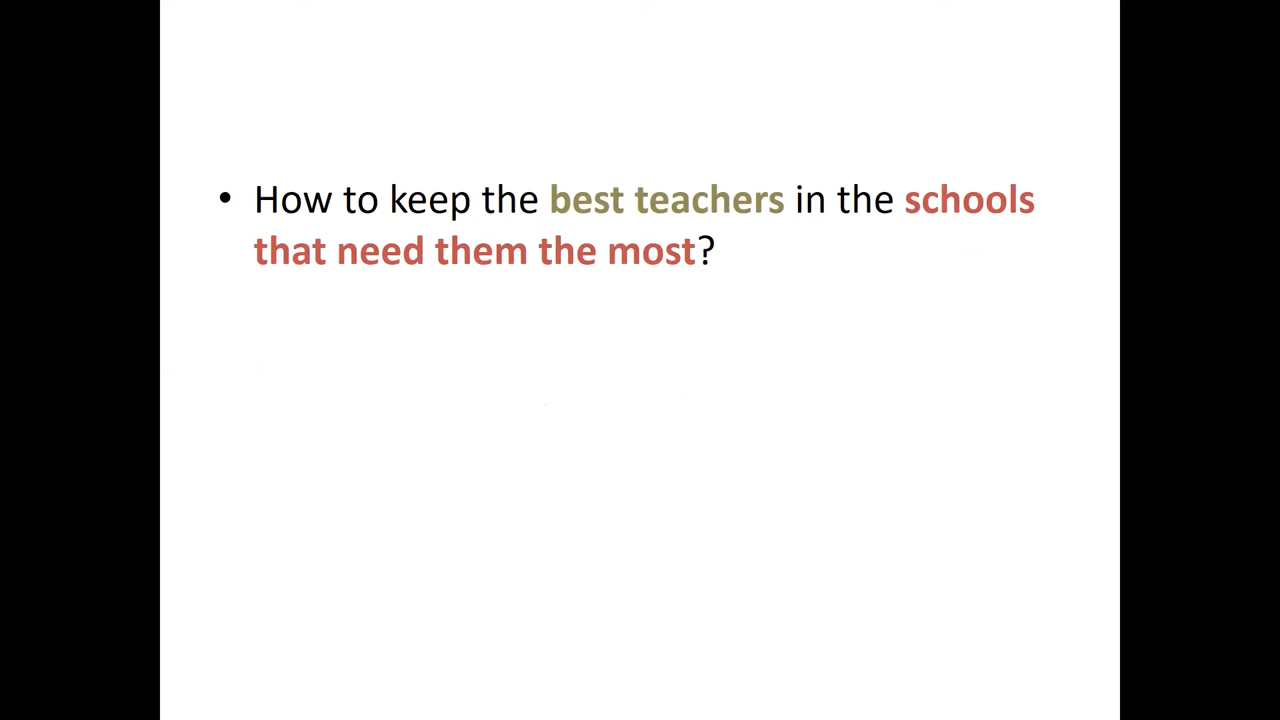 • How to keep the best teachers in the schools
that need them the most?